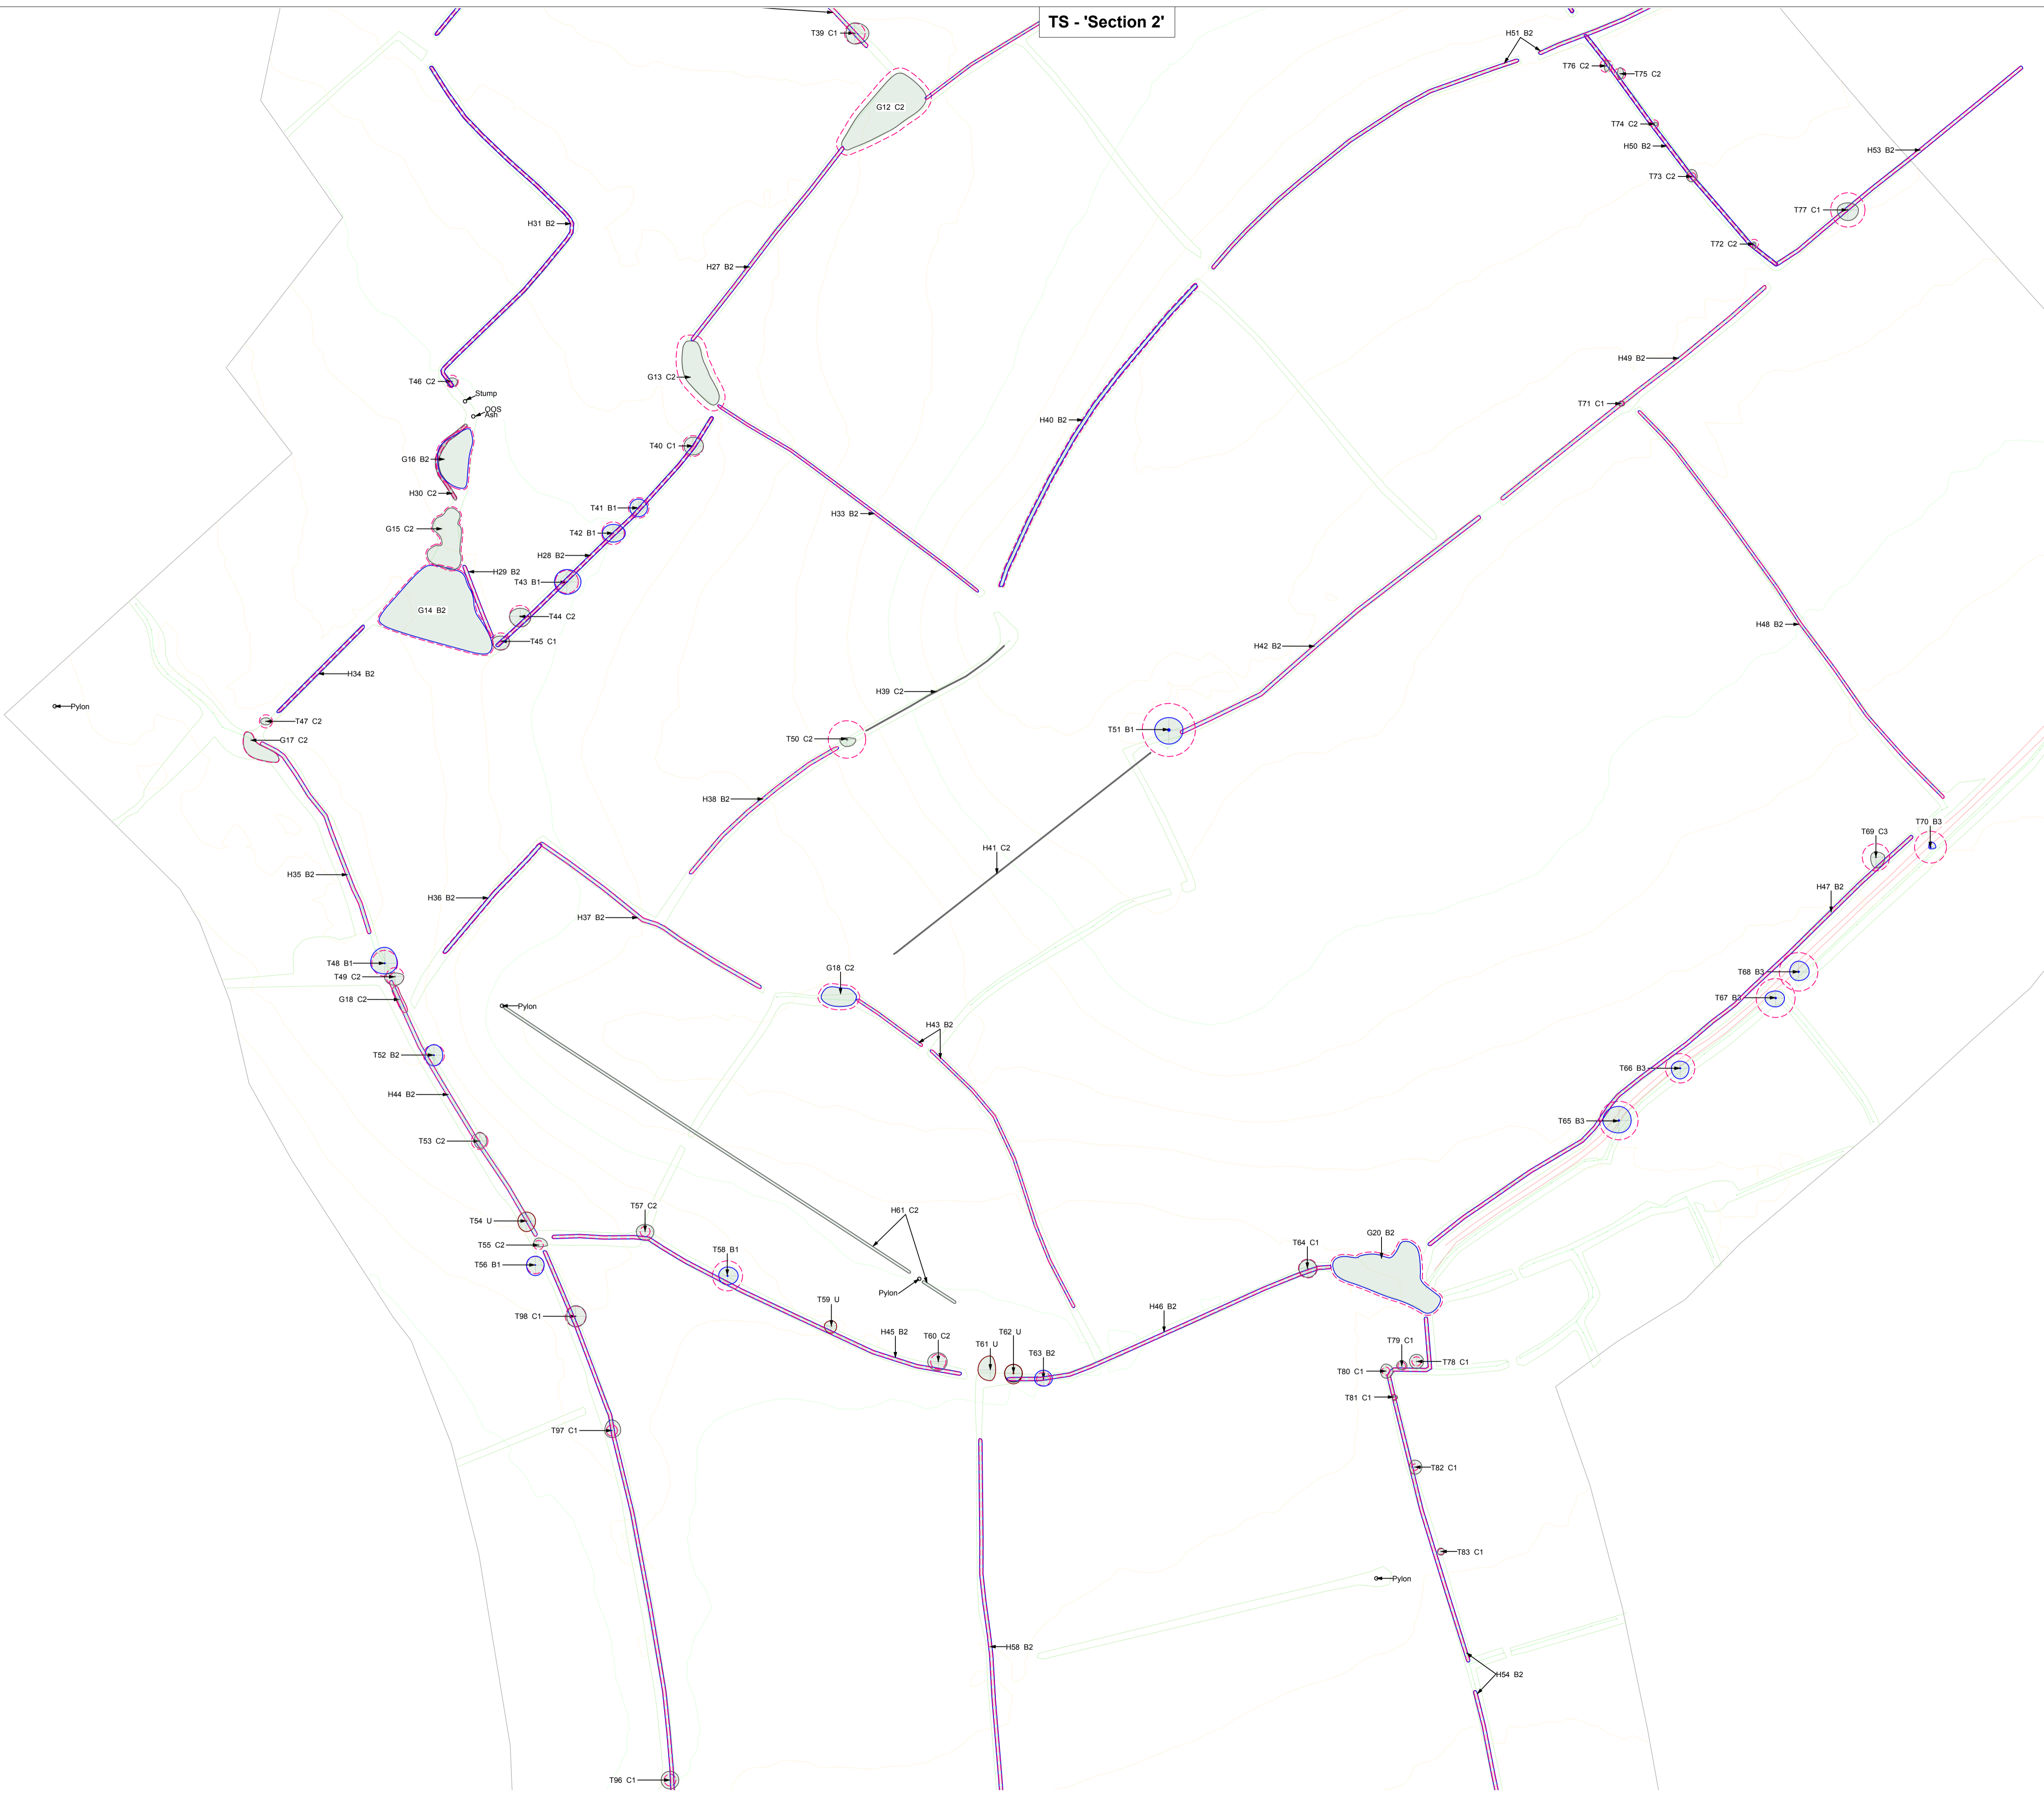 TS - 'Section 2'
T39 C1
H51 B2
T76 C2
T75 C2
G12 C2
T74 C2
H50 B2
H53 B2
T73 C2
T77 C1
H31 B2
T72 C2
H27 B2
H49 B2
G13 C2
T46 C2
Stump
T71 C1
OOS
Ash
H40 B2
T40 C1
G16 B2
H30 C2
T41 B1
H33 B2
G15 C2
T42 B1
H28 B2
H29 B2
T43 B1
G14 B2
T44 C2
H48 B2
T45 C1
H42 B2
H34 B2
H39 C2
Pylon
T47 C2
T51 B1
G17 C2
T50 C2
H38 B2
T70 B3
T69 C3
H41 C2
H35 B2
H47 B2
H36 B2
H37 B2
T48 B1
G18 C2
T68 B3
T49 C2
T67 B3
G18 C2
Pylon
H43 B2
T52 B2
T66 B3
H44 B2
T65 B3
T53 C2
T57 C2
H61 C2
T54 U
G20 B2
T64 C1
T55 C2
T58 B1
T56 B1
Pylon
T59 U
H46 B2
T98 C1
H45 B2
T60 C2
T61 U
T62 U
T63 B2
T79 C1
T78 C1
T80 C1
T81 C1
T97 C1
T82 C1
T83 C1
Pylon
H58 B2
H54 B2
T96 C1